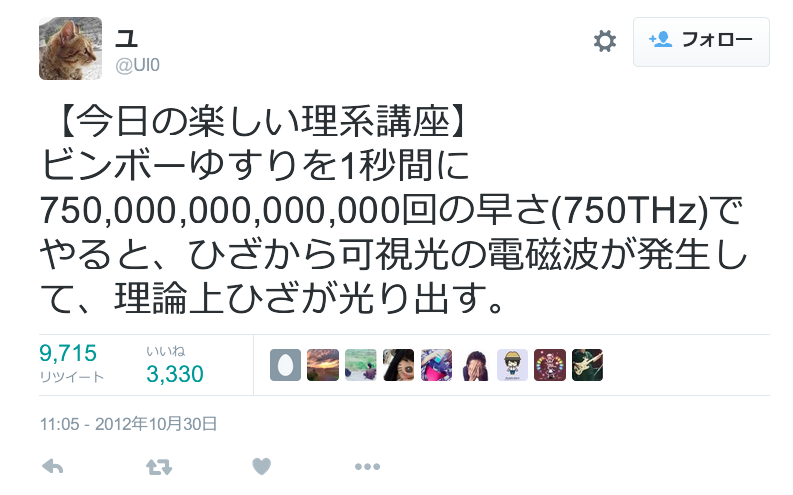 ユ
@UI0
フォロー
【今日の楽しい理系講座】
ビンボーゆすりを1秒間に
750,000,000,000,000回の早さ(750THz)で
やると、ひざから可視光の電磁波が発生し
て、理論上ひざが光り出す。
9,715
リツイート
いいね
3,330
11:05 - 2012年10月30日